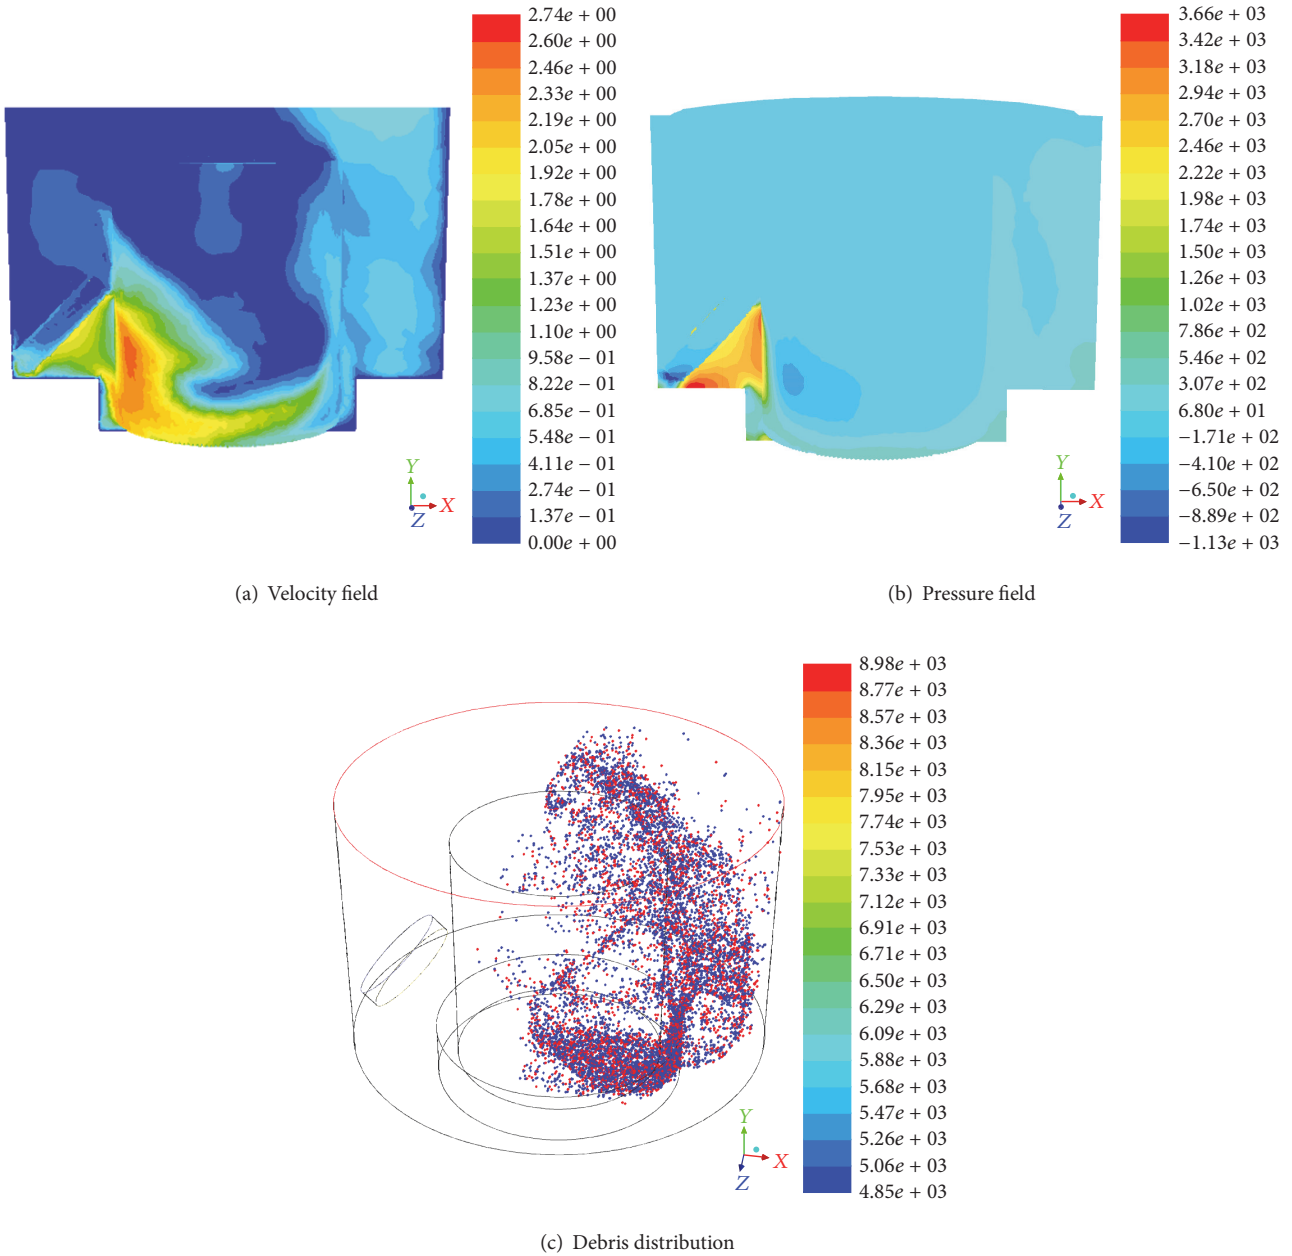 2.74e + 00
2.60e + 00
2.46e + 00
2.33e + 00
2.19e + 00
2.05e + 00
1.92e + 00
1.78e + 00
1.64e + 00
1.51e + 00
1.37e + 00
1.23e + 00
1.10e + 00
9.58e − 01
8.22e − 01
6.85e − 01
5.48e − 01
4.11e − 01
2.74e − 01
1.37e − 01
0.00e + 00
Y
X
Z
(a) Velocity field
3.66e + 03
3.42e + 03
3.18e + 03
2.94e + 03
2.70e + 03
2.46e + 03
2.22e + 03
1.98e + 03
1.74e + 03
1.50e + 03
1.26e + 03
1.02e + 03
7.86e + 02
5.46e + 02
3.07e + 02
6.80e + 01
−1.71e + 02
−4.10e + 02
−6.50e + 02
−8.89e + 02
−1.13e + 03
Y
X
Z
(b) Pressure field
8.98e + 03
8.77e + 03
8.57e + 03
8.36e + 03
8.15e + 03
7.95e + 03
7.74e + 03
7.53e + 03
7.33e + 03
7.12e + 03
6.91e + 03
6.71e + 03
6.50e + 03
6.29e + 03
6.09e + 03
5.88e + 03
5.68e + 03
5.47e + 03
5.26e + 03
5.06e + 03
4.85e + 03
Y
X
Z
(c) Debris distribution